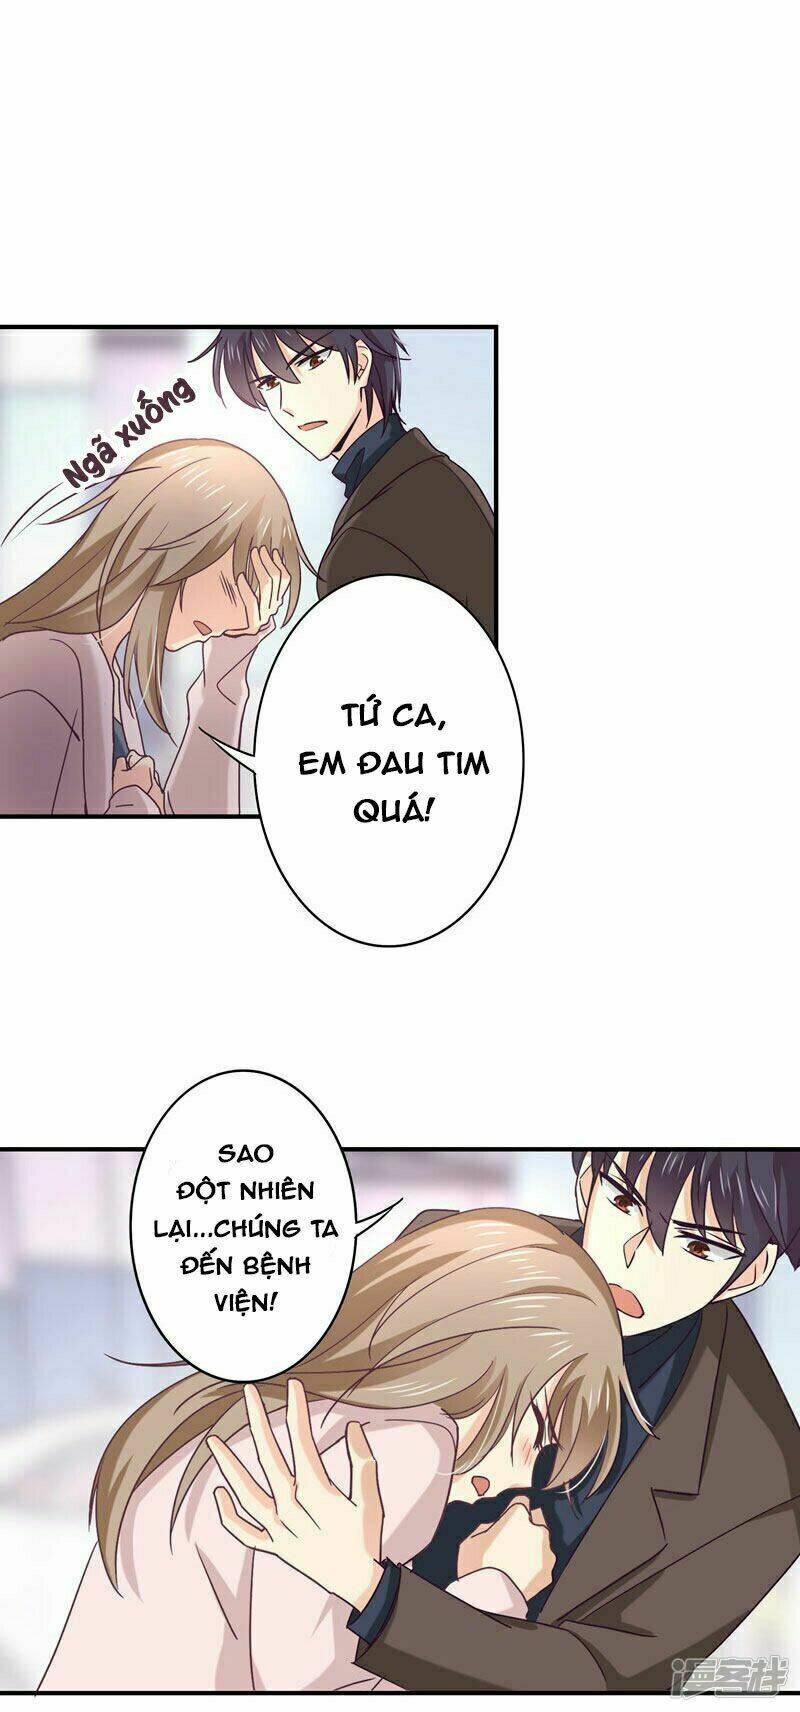 Ngã xuống
TỨ CA,
EM ĐAU TIM
QUÁ!
SAO
ĐỘT NHIÊN
LẠI...CHÚNG TA
ĐẾN BỆNH
VIỆN!
漫客栈